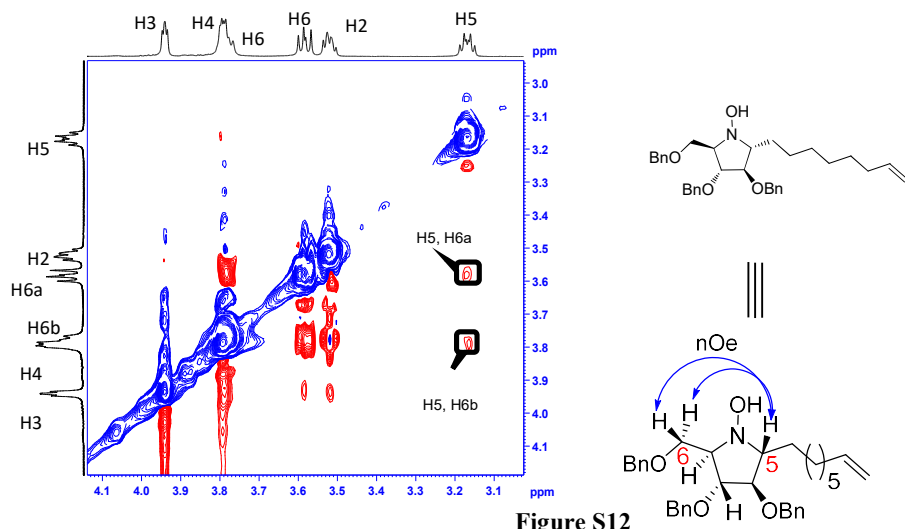 H3 H4 H6 H6 H2 H5
ppm
H5
H2
H6a
H6b
H4
H3
3.0
3.1
3.2
3.3
3.4
3.5
3.6
3.7
3.8
3.9
4.0
4.1
H5, H6a
H5, H6b
4.1 4.0 3.9 3.8 3.7 3.6 3.5 3.4 3.3 3.2 3.1 ppm
OH
N
OBn
BnO OBn
nOe
H H OH H
N
6 5 5
BnO H
BnO H OBn
Figure S12